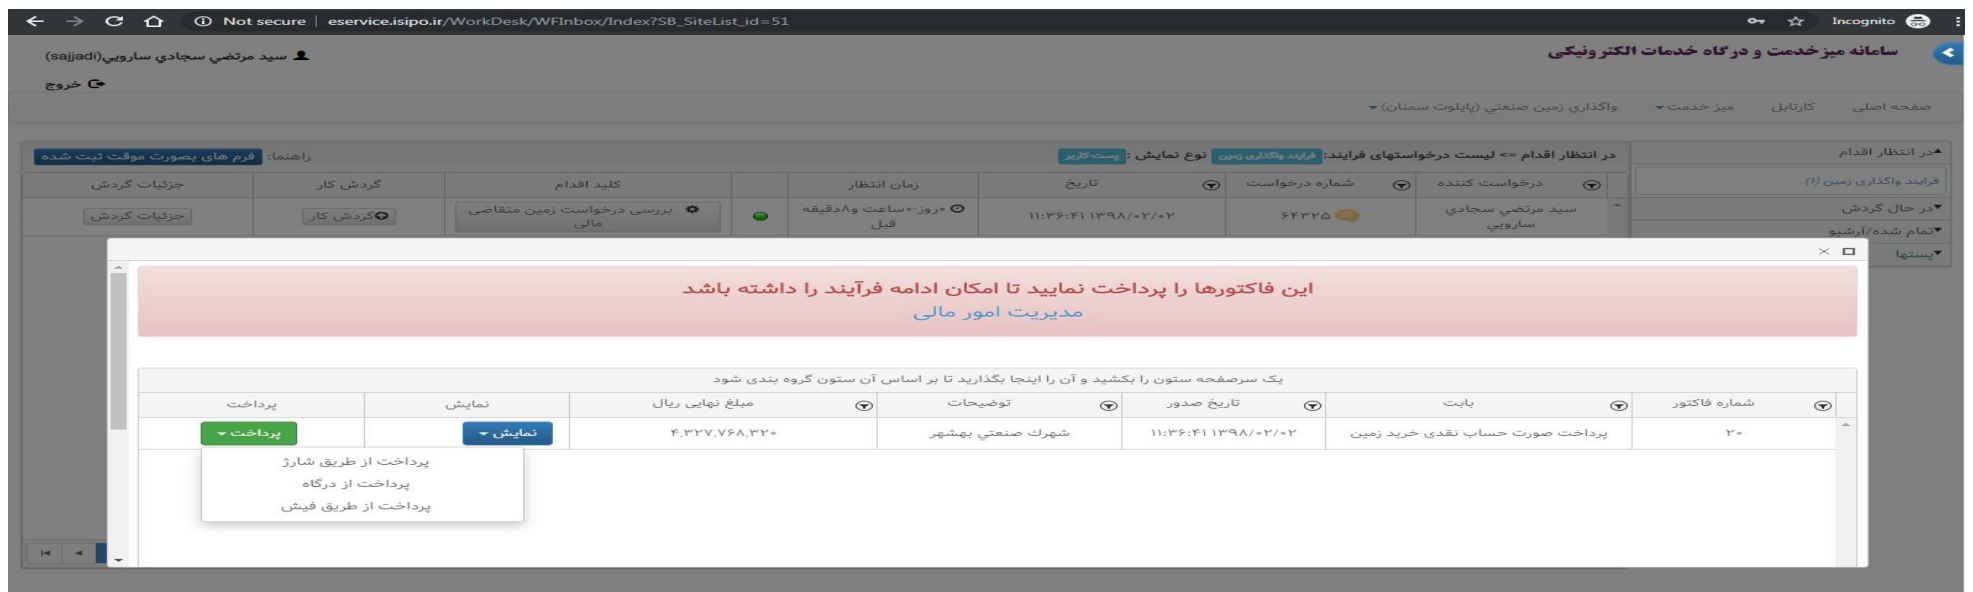 Not secure | eservice.isipo.ir/WorkDesk/WFInbox/Index?SB_SiteList_id=51
Incognito
سامانه میز خدمت و درگاه خدمات الکترونیکی
سيد مرتضي سجادي سارويي(sajjadi)
خروج
صفحه اصلی کارتابل میز خدمت واگذاري زمين صنعتي (پايلوت سمنان)
در انتظار اقدام
فرایند واگذاری زمین (۱)
در حال گردش
تمام شده/آرشیو
پستها
در انتظار اقدام => لیست درخواستهای فرایند: فرایند واگذاری زمین نوع نمایش : پست-کاربر
راهنما: فرم های بصورت موقت ثبت شده
درخواست کننده شماره درخواست تاریخ زمان انتظار کلید اقدام گردش کار جزئیات گردش
سيد مرتضي سجادي سارويي
۶۴۳۲۵
۱۱:۳۶:۴۱ ۱۳۹۸/۰۲/۰۲
۰روز-۰ساعت و۸دقیقه قبل
بررسی درخواست زمین متقاضی مالی
گردش کار
جزئیات گردش
این فاکتورها را پرداخت نمایید تا امکان ادامه فرآیند را داشته باشد
مدیریت امور مالی
یک سرصفحه ستون را بکشید و آن را اینجا بگذارید تا بر اساس آن ستون گروه بندی شود
شماره فاکتور بابت تاریخ صدور توضیحات مبلغ نهایی ریال نمایش پرداخت
۲۰ پرداخت صورت حساب نقدی خرید زمین ۱۱:۳۶:۴۱ ۱۳۹۸/۰۲/۰۲ شهرك صنعتي بهشهر ۴,۳۲۷,۷۶۸,۳۲۰ نمایش پرداخت
پرداخت از طریق شارژ
پرداخت از درگاه
پرداخت از طریق فیش